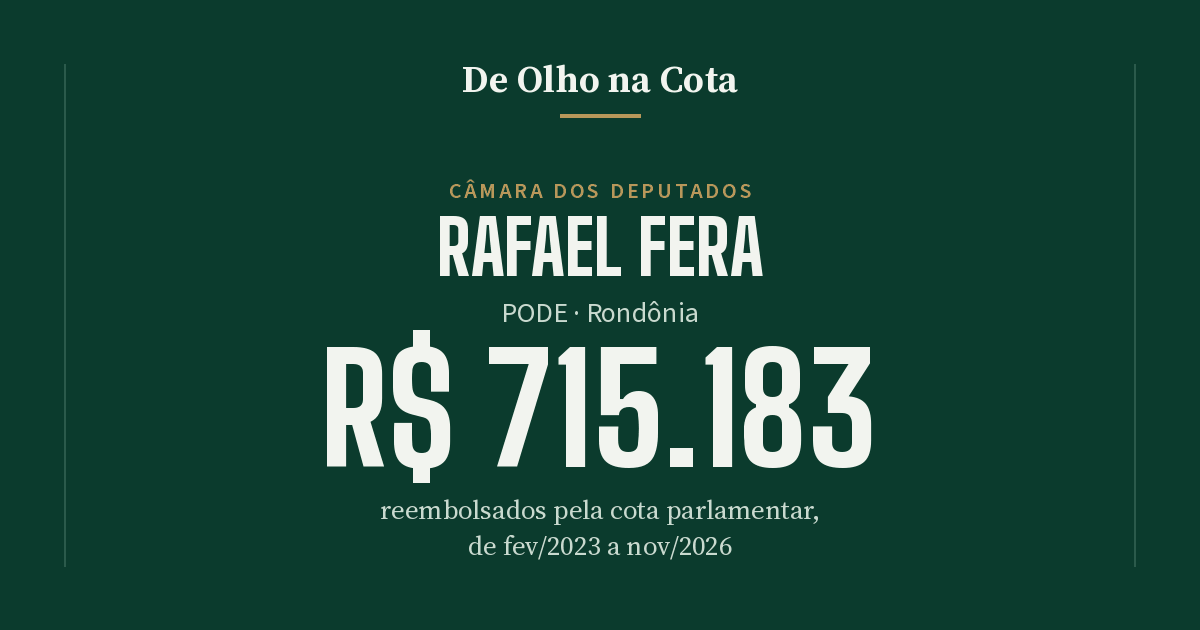 De Olho na Cota
CÂMARA DOS DEPUTADOS
RAFAEL FERA
PODE · Rondônia
R$ 715.183
reembolsados pela cota parlamentar,
de fev/2023 a nov/2026